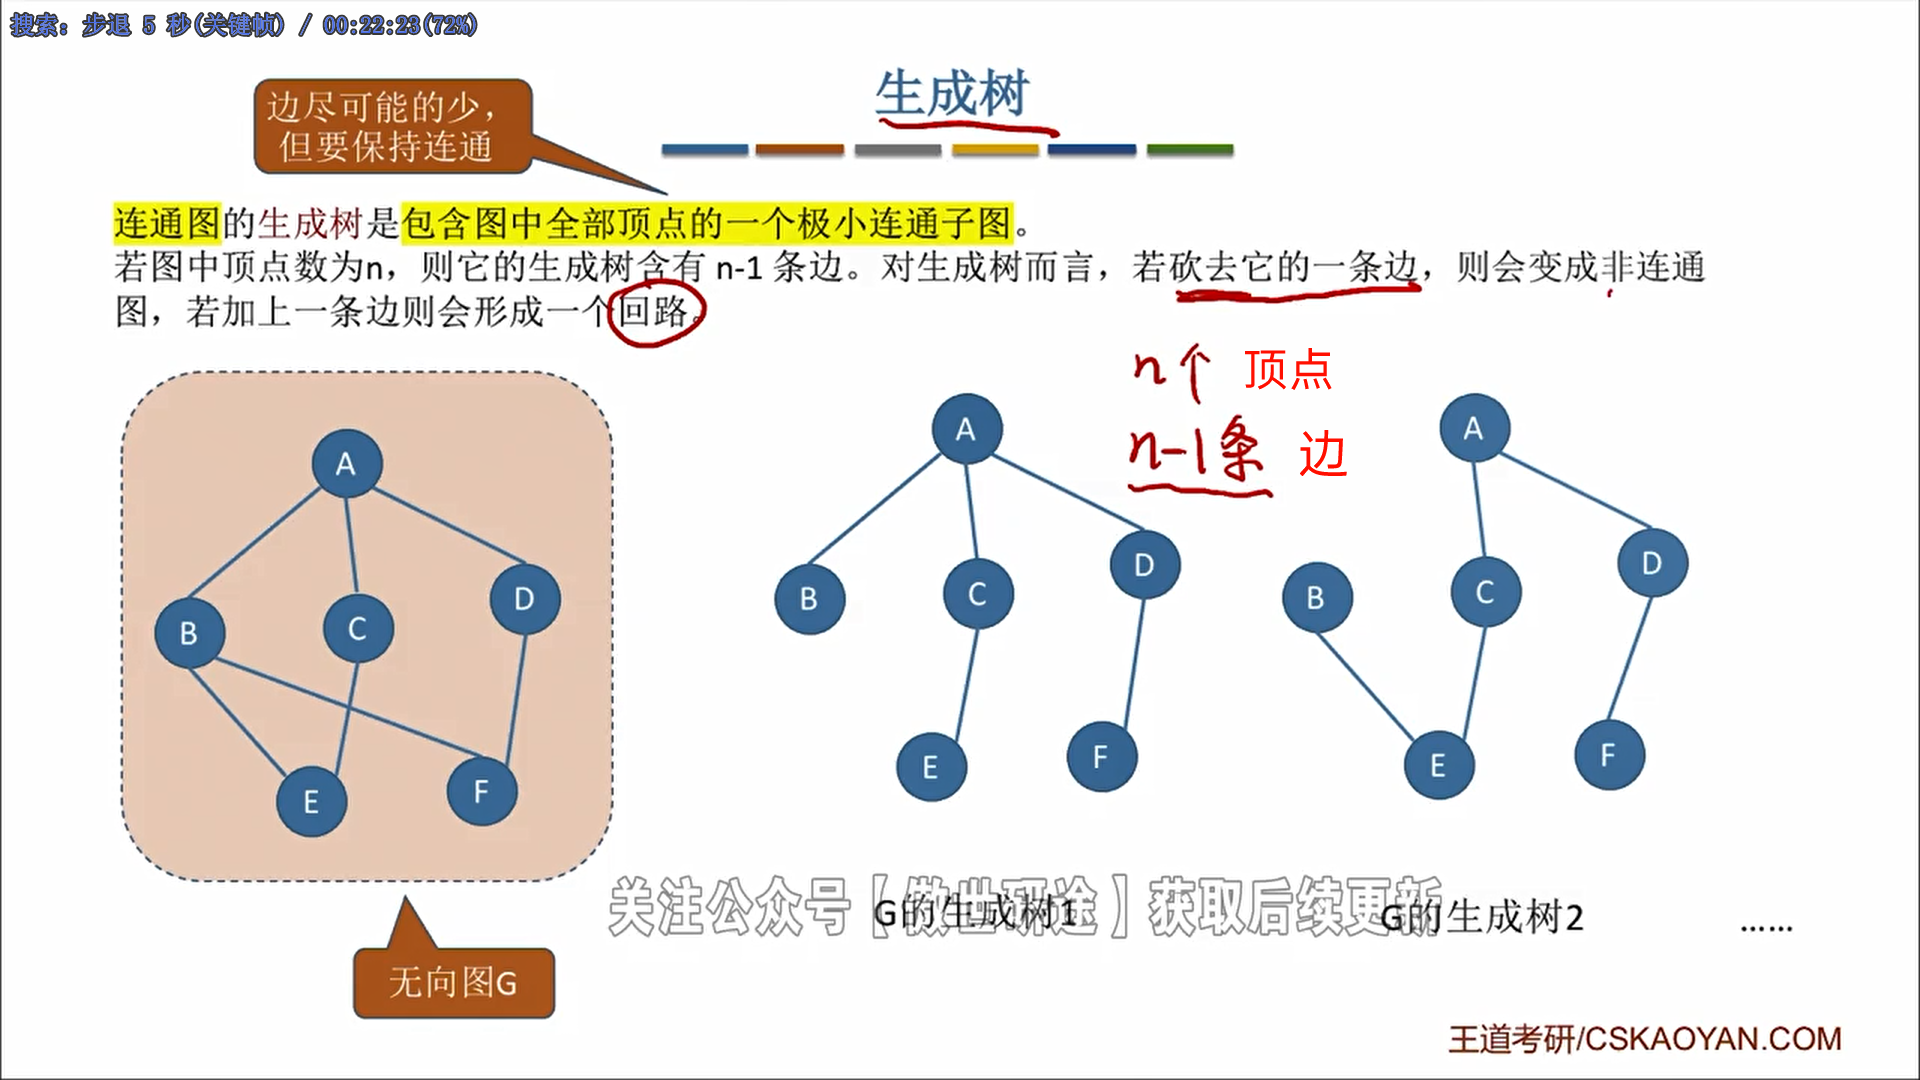 搜索: 步退 5 秒(关键帧) / 00:22:23(72%)
边尽可能的少，
但要保持连通
生成树
连通图的生成树是包含图中全部顶点的一个极小连通子图。
若图中顶点数为n，则它的生成树含有 n-1 条边。对生成树而言，若砍去它的一条边，则会变成非连通
图，若加上一条边则会形成一个回路。
n个 顶点
n-1条 边
A
B
C
D
E
F
A
B
C
D
E
F
A
B
C
D
E
F
关注公众号【傲世研途】获取后续更新
G的生成树1
G的生成树2
......
无向图G
王道考研/CSKAOYAN.COM